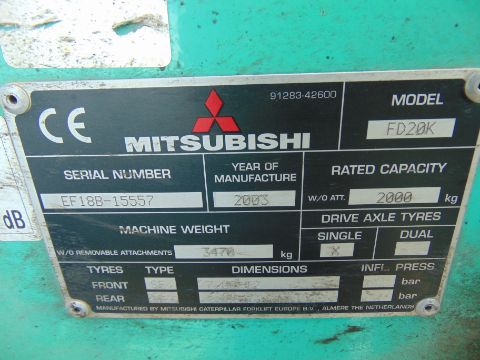 91283-42600
MODEL
CE
MITSUBISHI
FD20K
SERIAL NUMBER
YEAR OF
MANUFACTURE
RATED CAPACITY
EF18B-15557
2003
W/O ATT. 2000 kg
MACHINE WEIGHT
DRIVE AXLE TYRES
SINGLE DUAL
W/O REMOVABLE ATTACHMENTS 3470 kg
X
TYRES TYPE DIMENSIONS INFL. PRESS
FRONT bar
REAR bar
MANUFACTURED BY MITSUBISHI CATERPILLAR FORKLIFT EUROPE B.V., ALMERE THE NETHERLANDS
dB